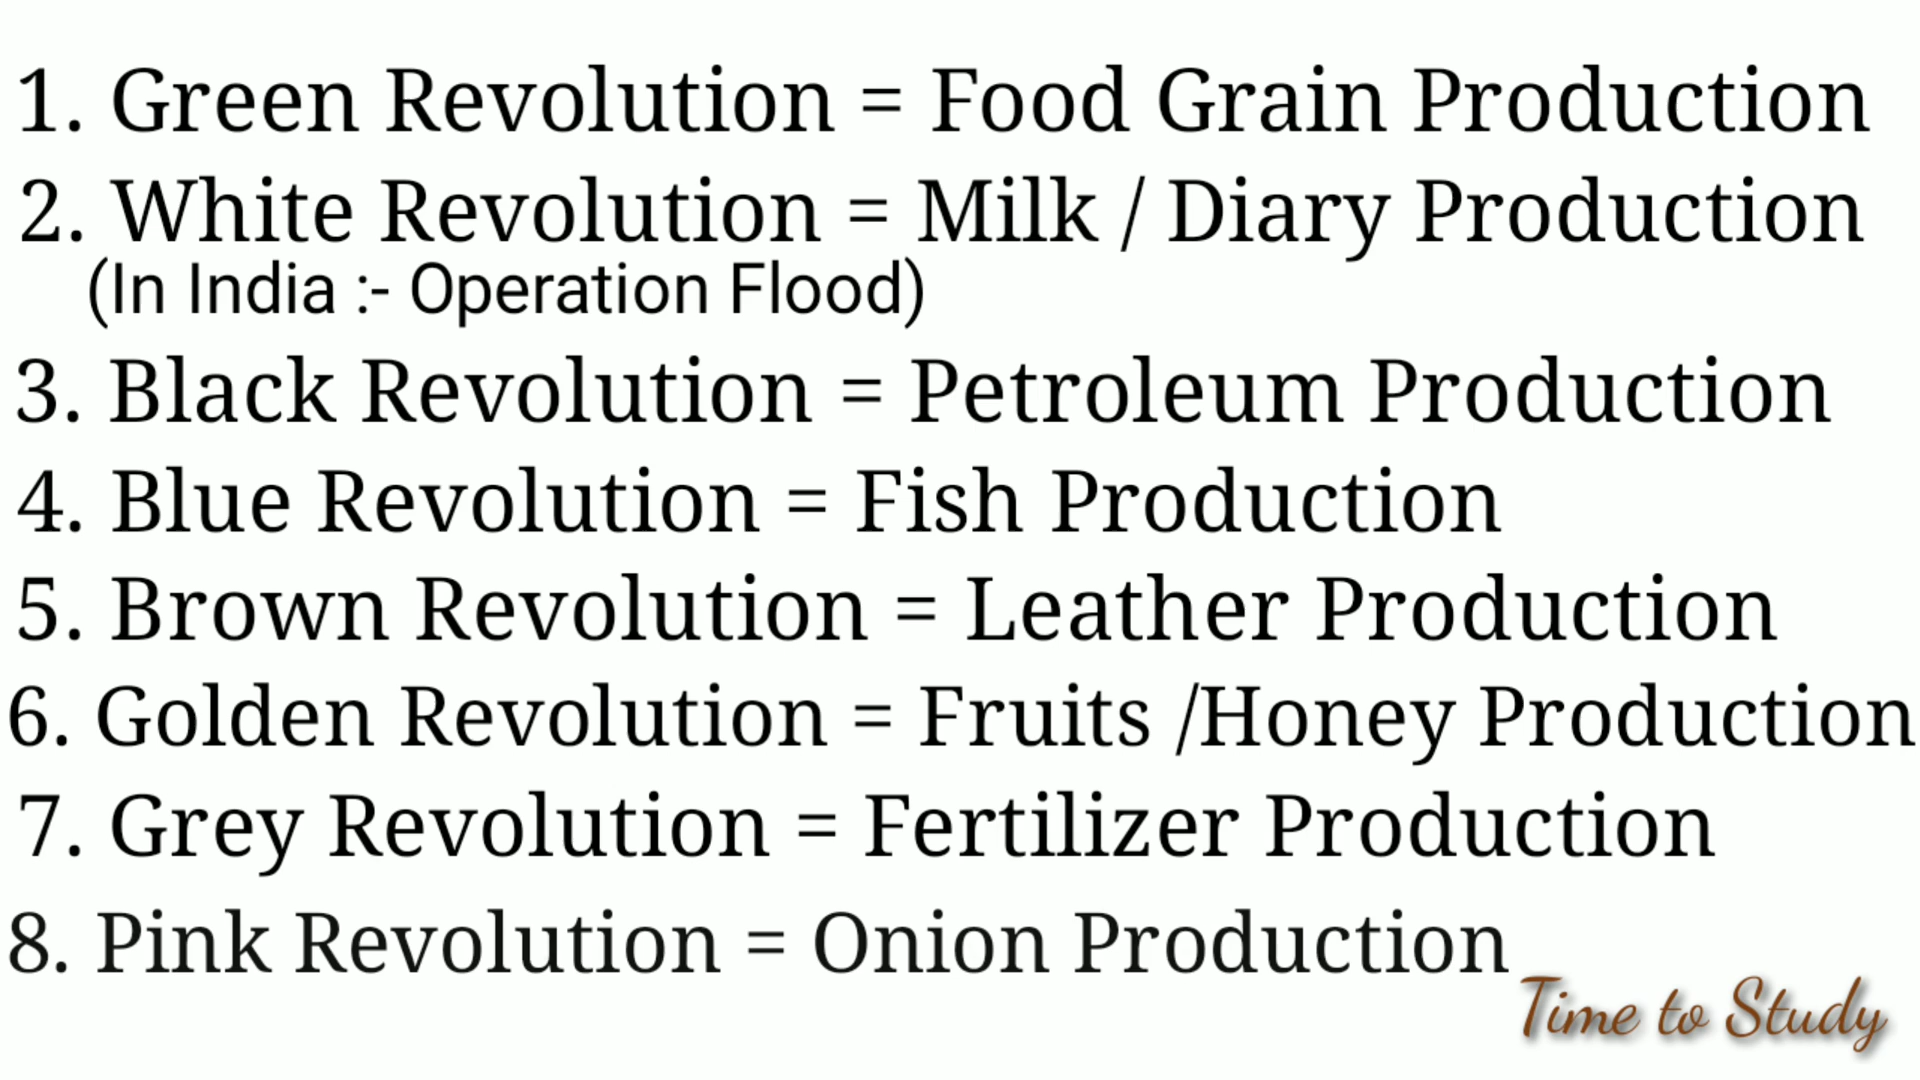 1. Green Revolution = Food Grain Production
2. White Revolution = Milk / Diary Production
(In India :- Operation Flood)
3. Black Revolution = Petroleum Production
4. Blue Revolution = Fish Production
5. Brown Revolution = Leather Production
6. Golden Revolution = Fruits /Honey Production
7. Grey Revolution = Fertilizer Production
8. Pink Revolution = Onion Production
Time to Study